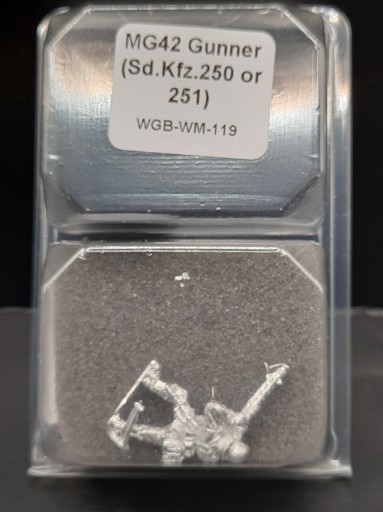 MG42 Gunner
(Sd.Kfz.250 or
251)
WGB-WM-119